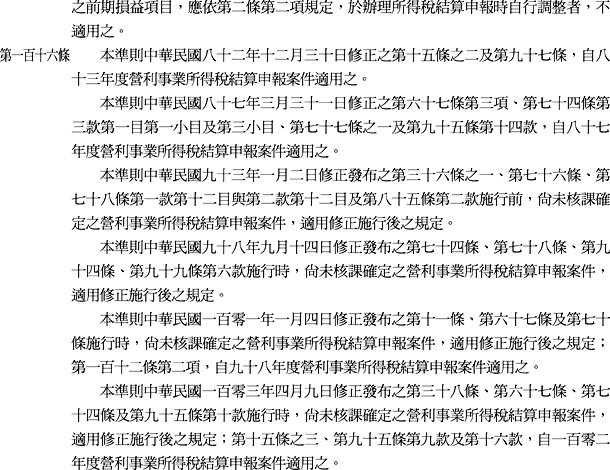 之前期損益項目，應依第二條第二項規定，於辦理所得稅結算申報時自行調整者，不
適用之。
第一百十六條　本準則中華民國八十二年十二月三十日修正之第十五條之二及第九十七條，自八
十三年度營利事業所得稅結算申報案件適用之。
本準則中華民國八十七年三月三十一日修正之第六十七條第三項、第七十四條第
三款第一目第一小目及第三小目、第七十七條之一及第九十五條第十四款，自八十七
年度營利事業所得稅結算申報案件適用之。
本準則中華民國九十三年一月二日修正發布之第三十六條之一、第七十六條、第
七十八條第一款第十二目與第二款第十二目及第八十五條第二款施行前，尚未核課確
定之營利事業所得稅結算申報案件，適用修正施行後之規定。
本準則中華民國九十八年九月十四日修正發布之第七十四條、第七十八條、第九
十四條、第九十九條第六款施行時，尚未核課確定之營利事業所得稅結算申報案件，
適用修正施行後之規定。
本準則中華民國一百零一年一月四日修正發布之第十一條、第六十七條及第七十
條施行時，尚未核課確定之營利事業所得稅結算申報案件，適用修正施行後之規定；
第一百十二條第二項，自九十八年度營利事業所得稅結算申報案件適用之。
本準則中華民國一百零三年四月九日修正發布之第三十八條、第六十七條、第七
十四條及第九十五條第十款施行時，尚未核課確定之營利事業所得稅結算申報案件，
適用修正施行後之規定；第十五條之三、第九十五條第九款及第十六款，自一百零二
年度營利事業所得稅結算申報案件適用之。